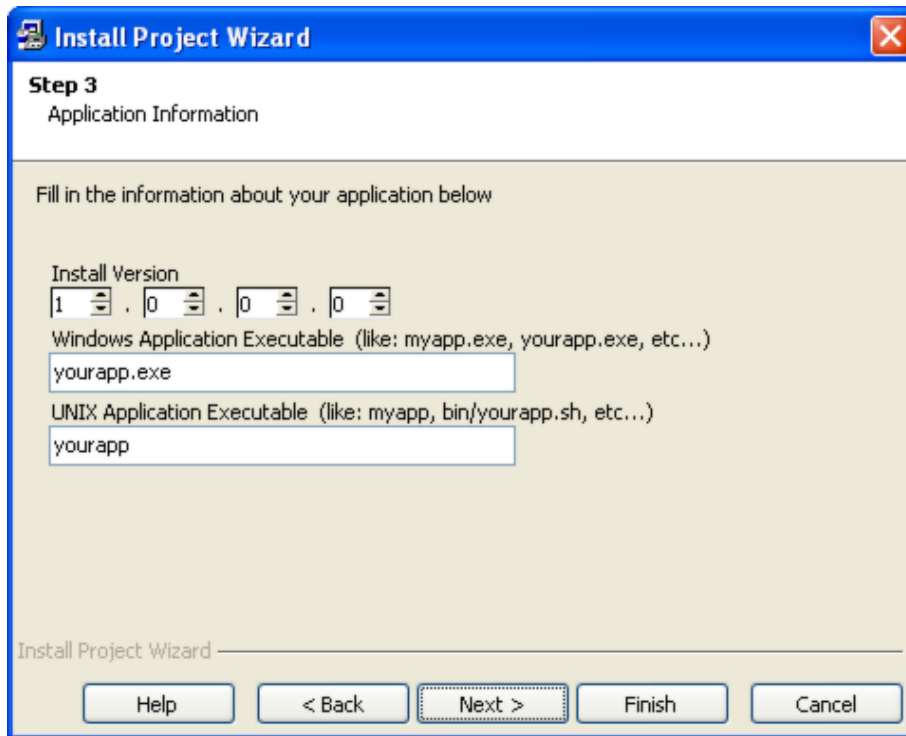 Install Project Wizard
Step 3
Application Information
Fill in the information about your application below
Install Version
1 . 0 . 0 . 0
Windows Application Executable (like: myapp.exe, yourapp.exe, etc...)
yourapp.exe
UNIX Application Executable (like: myapp, bin/yourapp.sh, etc...)
yourapp
Install Project Wizard
Help < Back Next > Finish Cancel